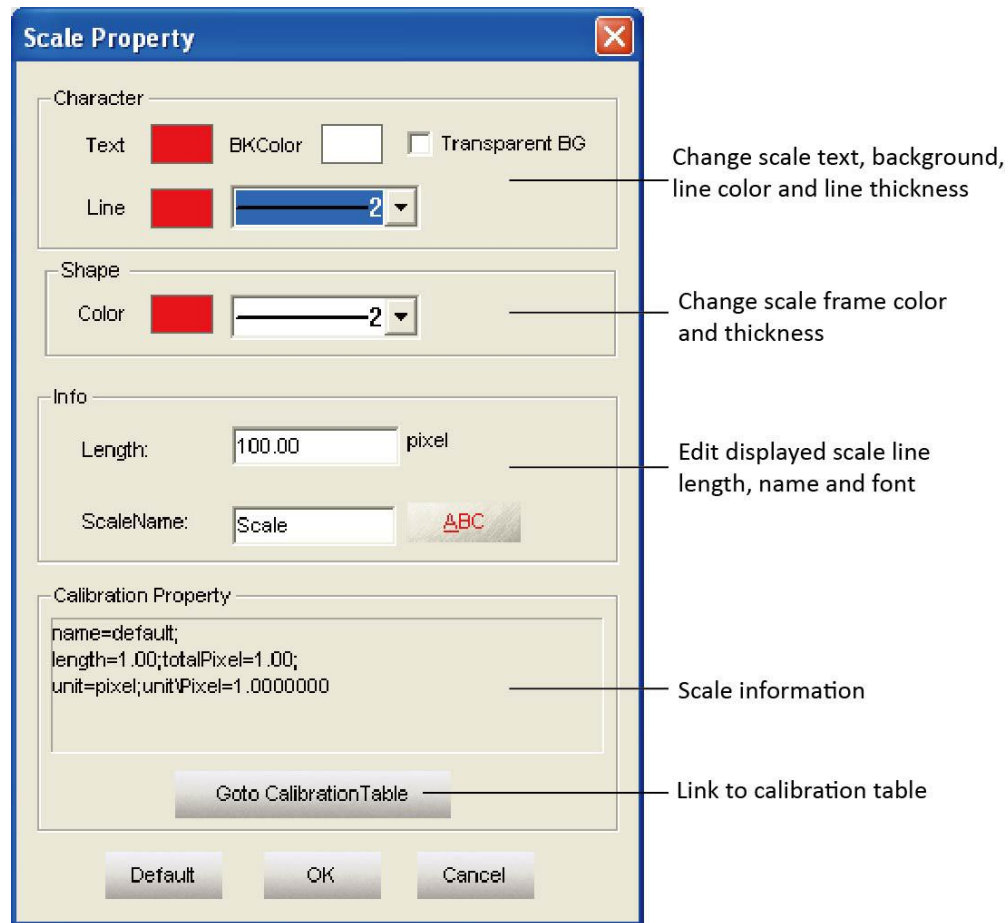 Scale Property
Character
Text BKColor Transparent BG
Line 2
Change scale text, background,
line color and line thickness
Shape
Color 2
Change scale frame color
and thickness
Info
Length: 100.00 pixel
ScaleName: Scale ABC
Edit displayed scale line
length, name and font
Calibration Property
name=default;
length=1.00;totalPixel=1.00;
unit=pixel;unit\Pixel=1.0000000
Scale information
Goto CalibrationTable
Link to calibration table
Default OK Cancel